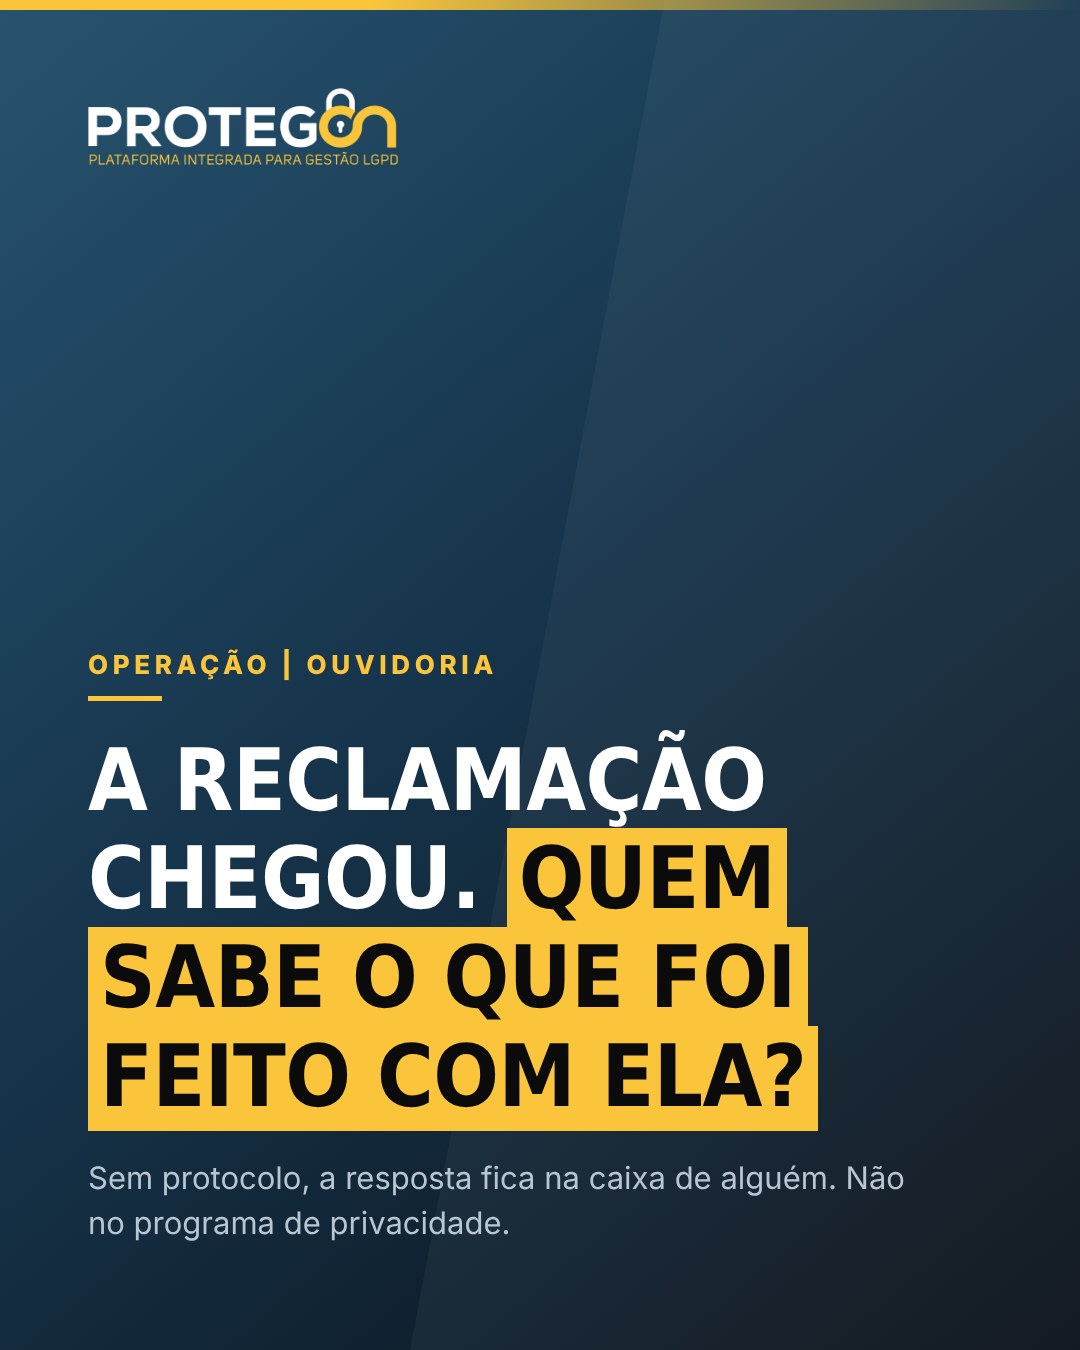 PROTEGON
PLATAFORMA INTEGRADA PARA GESTÃO LGPD
OPERAÇÃO | OUVIDORIA
A RECLAMAÇÃO
CHEGOU. QUEM
SABE O QUE FOI
FEITO COM ELA?
Sem protocolo, a resposta fica na caixa de alguém. Não
no programa de privacidade.